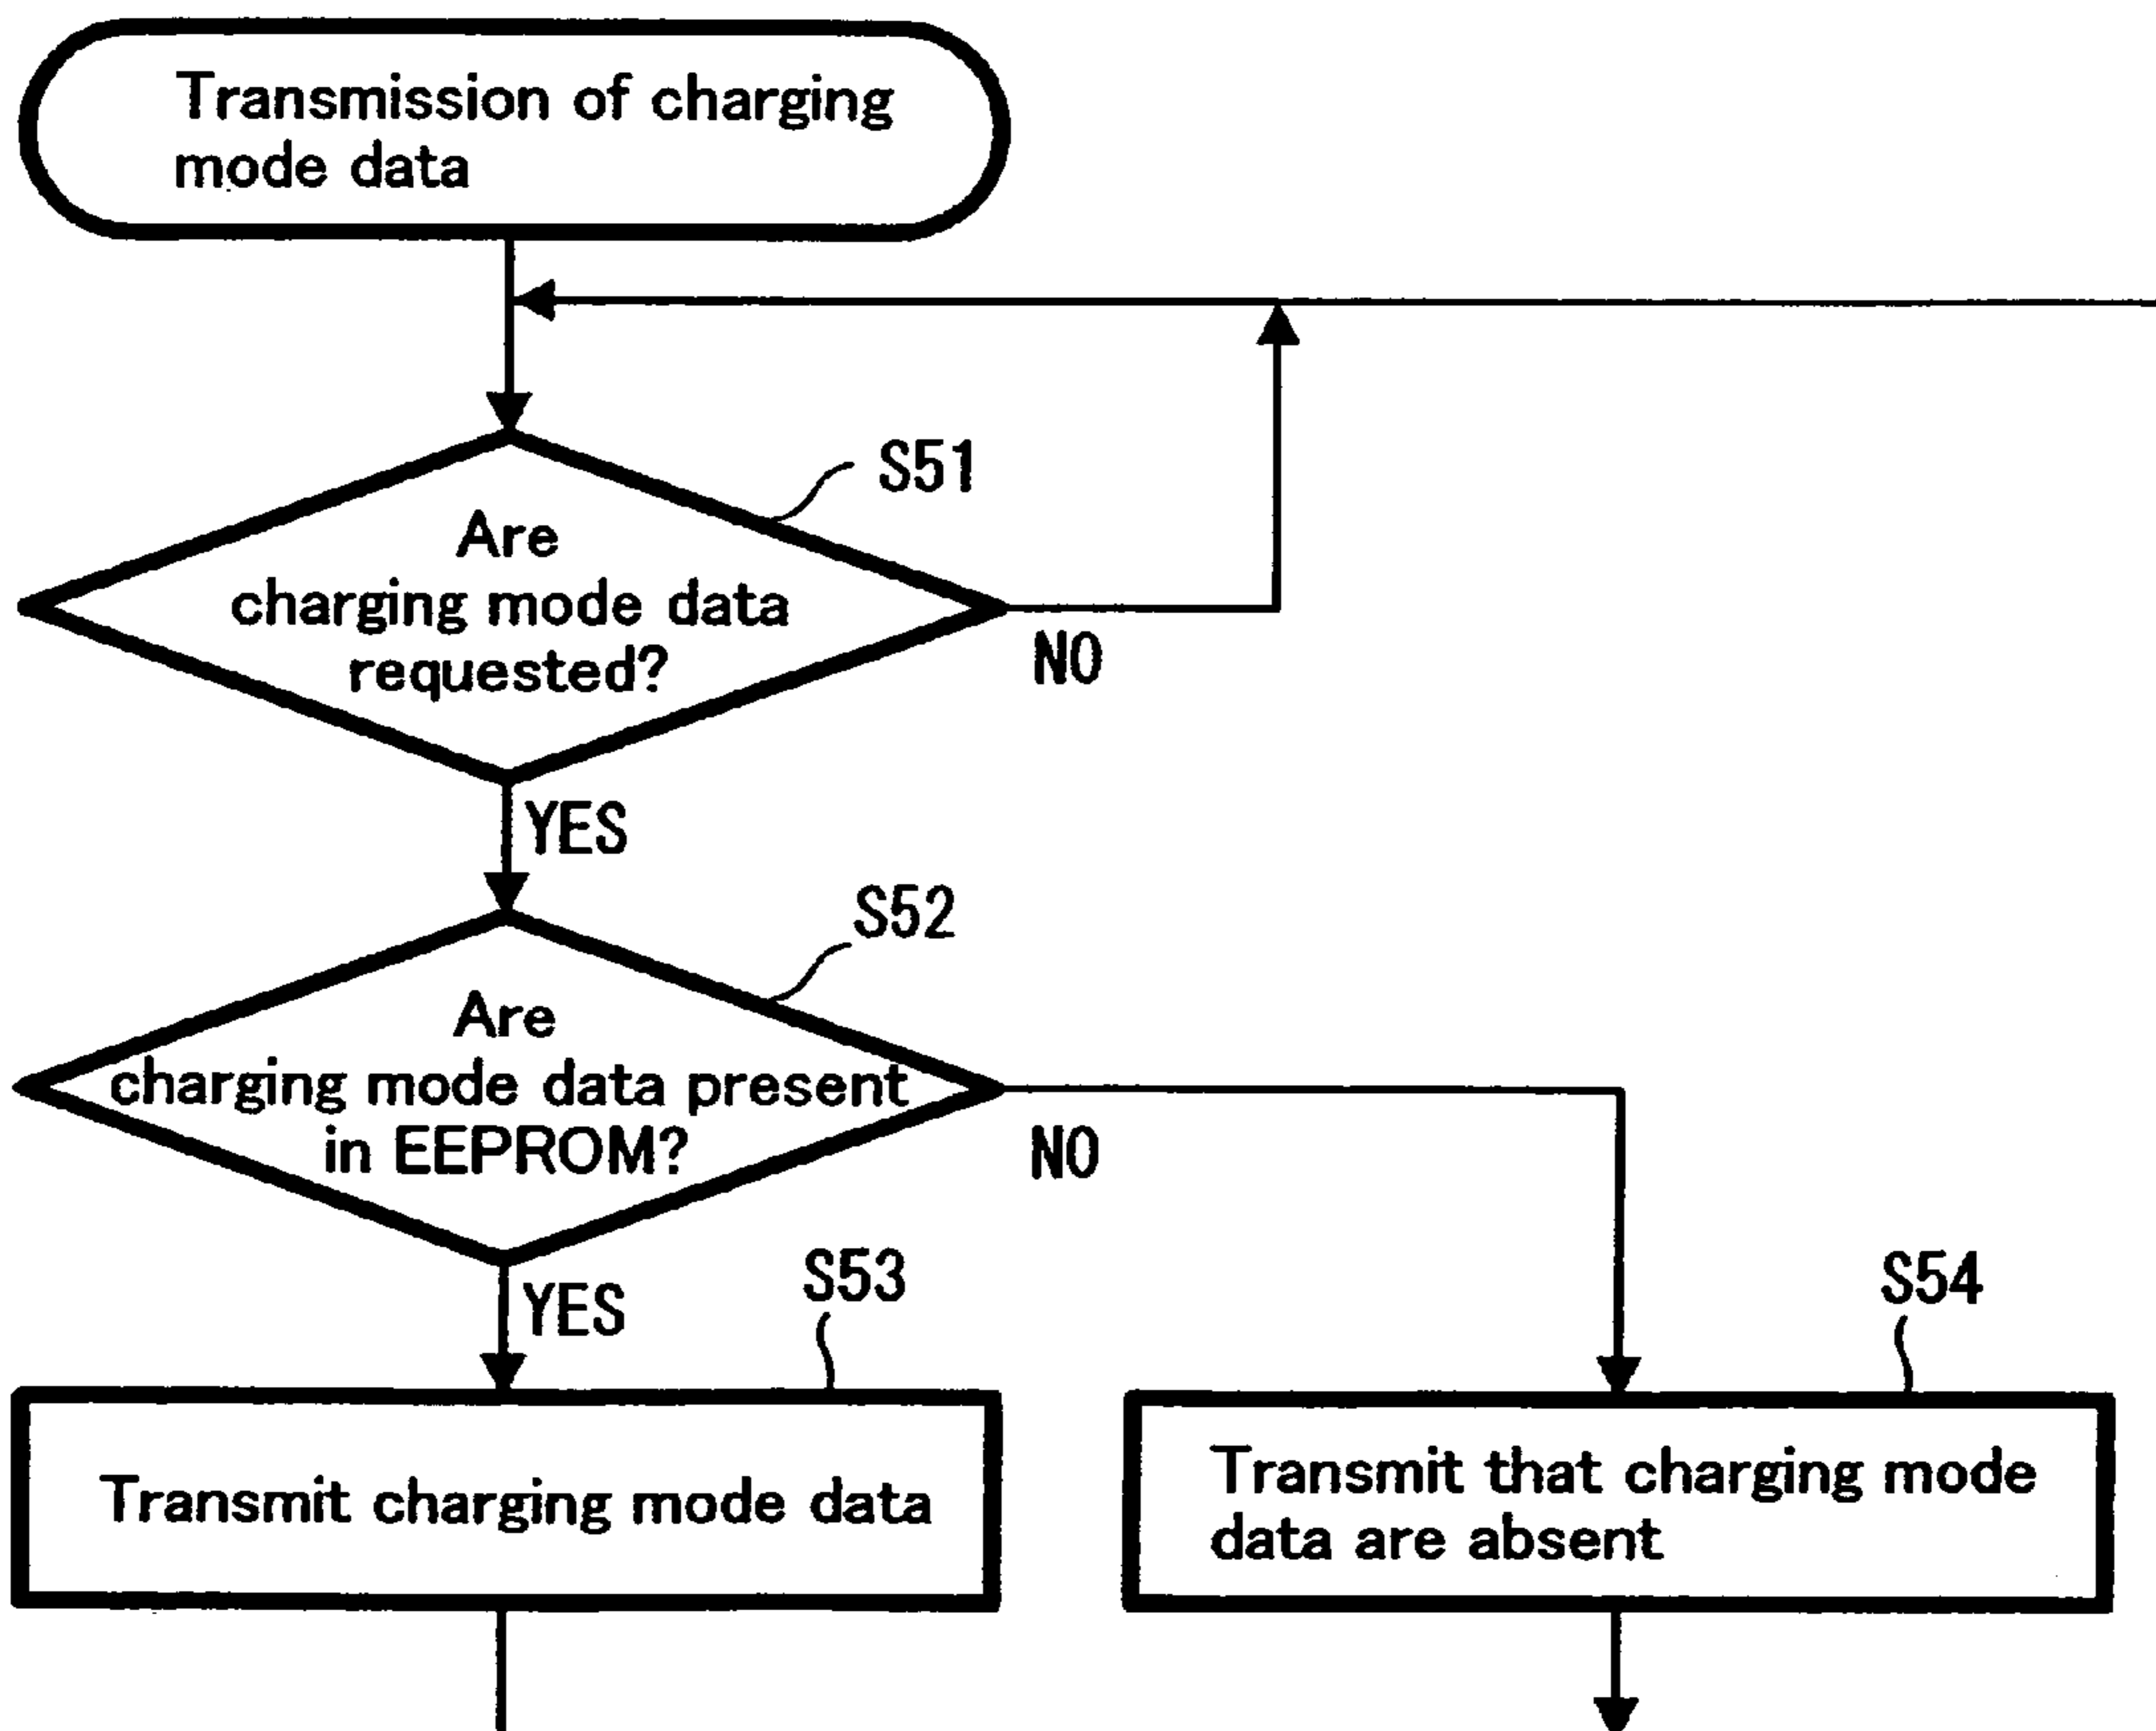 Transmission of charging
mode data
S51
Are
charging mode data
requested?
NO
YES
S52
Are
charging mode data present
in EEPROM?
NO
YES
S53
S54
Transmit charging mode data
Transmit that charging mode
data are absent